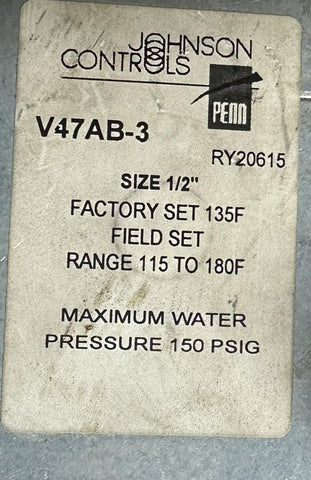 JOHNSON
CONTROLS
PENN
V47AB-3
RY20615
SIZE 1/2"
FACTORY SET 135F
FIELD SET
RANGE 115 TO 180F
MAXIMUM WATER
PRESSURE 150 PSIG